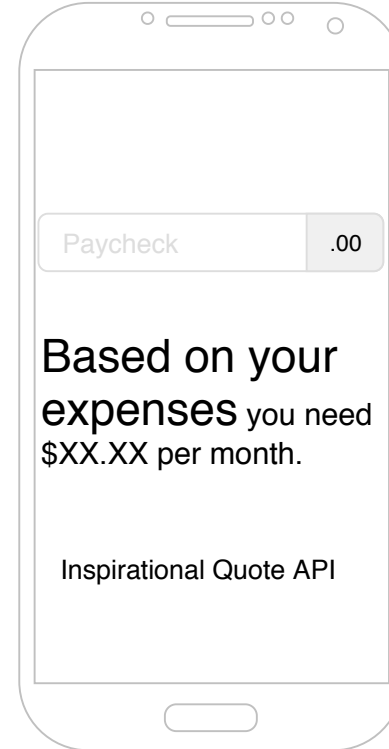 Paycheck .00
Based on your
expenses you need
$XX.XX per month.
Inspirational Quote API